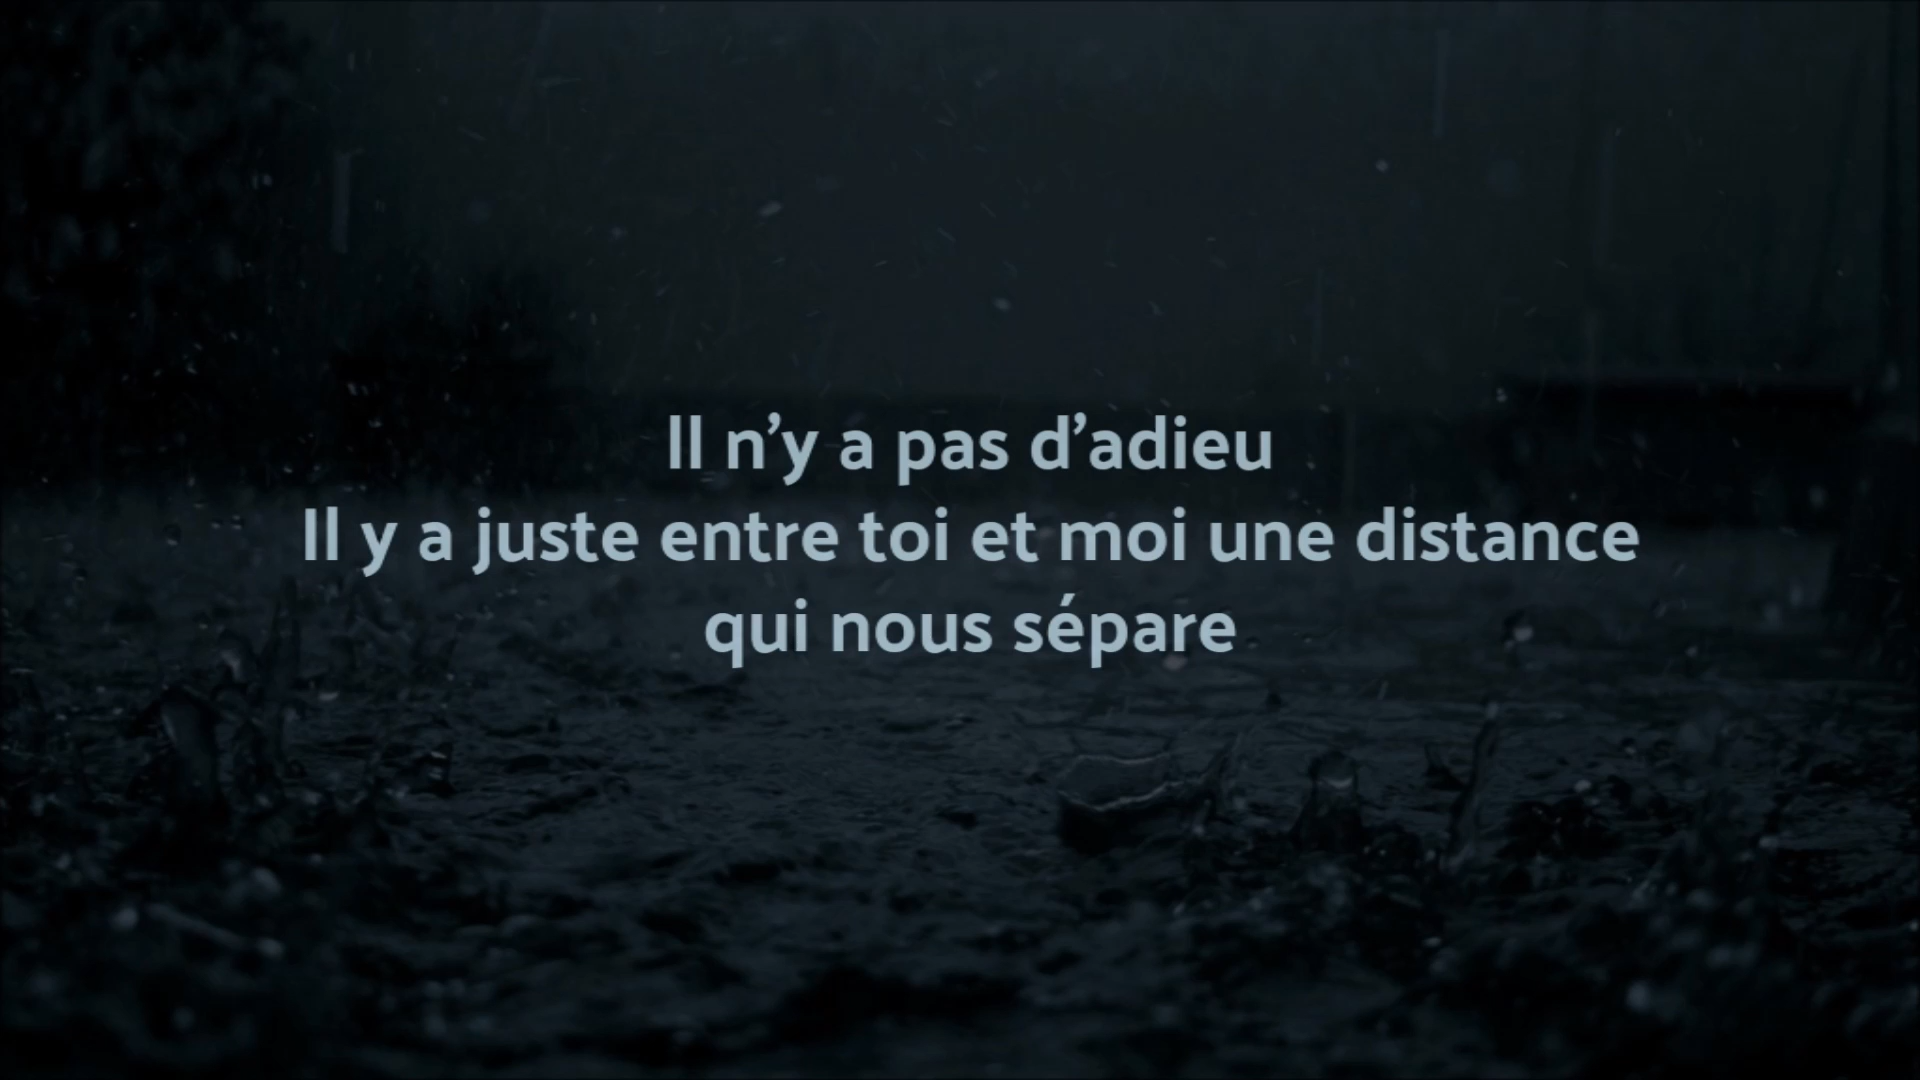 Il n’y a pas d’adieu
Il y a juste entre toi et moi une distance
qui nous sépare